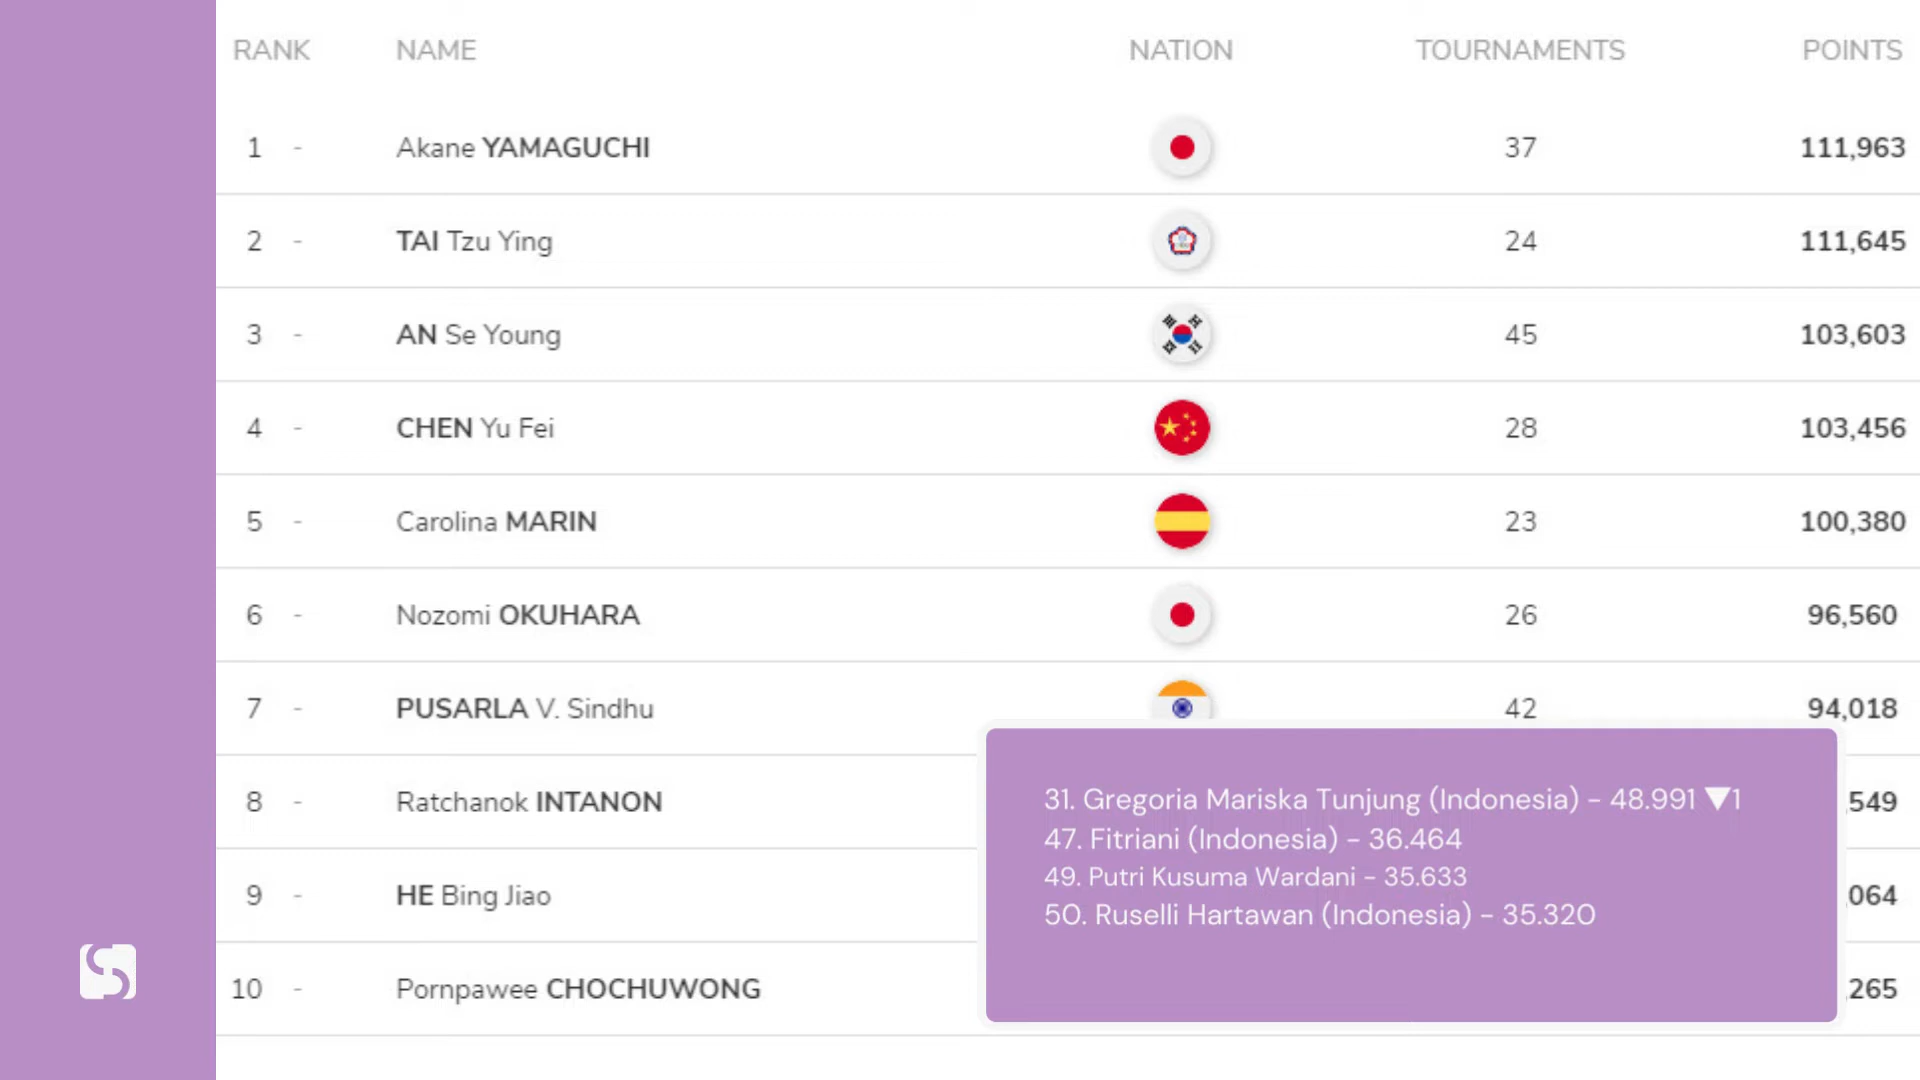 RANK NAME NATION TOURNAMENTS POINTS
1 - Akane YAMAGUCHI 37 111,963
2 - TAI Tzu Ying 24 111,645
3 - AN Se Young 45 103,603
4 - CHEN Yu Fei 28 103,456
5 - Carolina MARIN 23 100,380
6 - Nozomi OKUHARA 26 96,560
7 - PUSARLA V. Sindhu 42 94,018
8 - Ratchanok INTANON ,549
9 - HE Bing Jiao ,064
10 - Pornpawee CHOCHUWONG ,265
31. Gregoria Mariska Tunjung (Indonesia) - 48.991 ▼1
47. Fitriani (Indonesia) - 36.464
49. Putri Kusuma Wardani - 35.633
50. Ruselli Hartawan (Indonesia) - 35.320